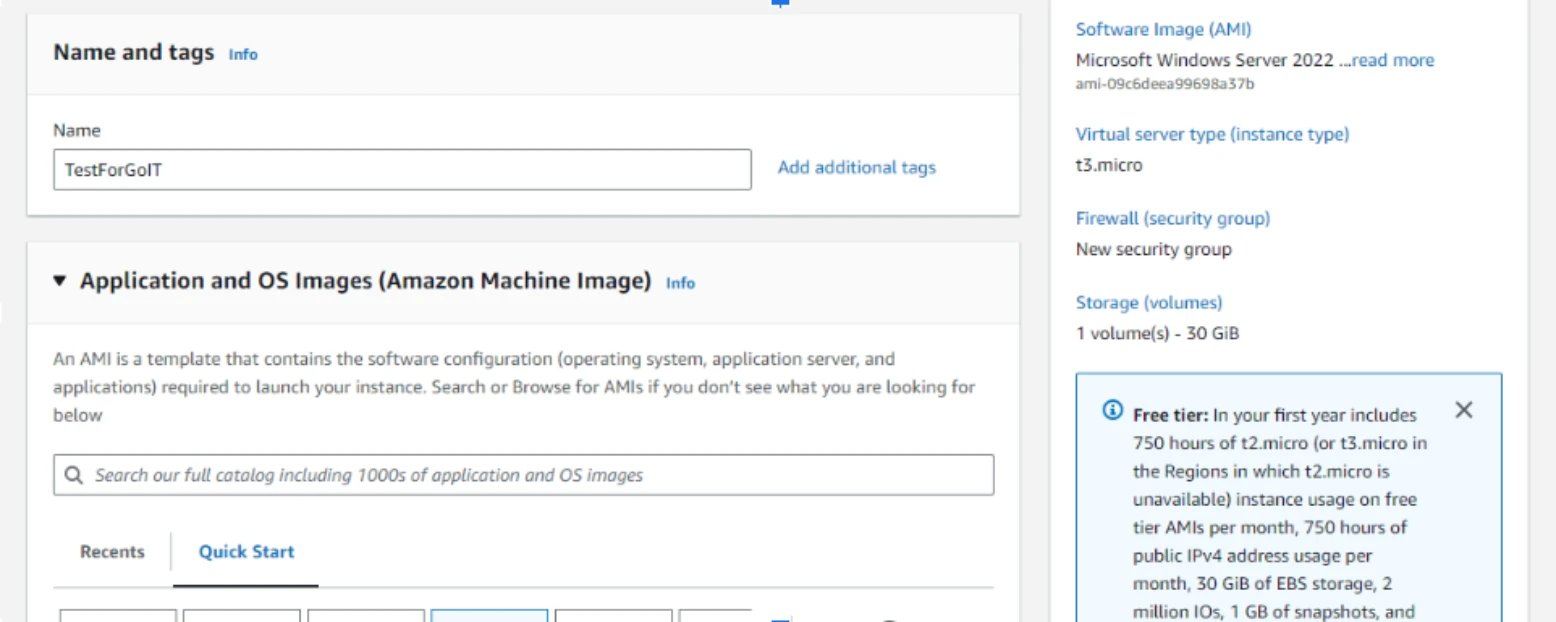 Name and tags Info
Name
TestForGoIT
Add additional tags
▼ Application and OS Images (Amazon Machine Image) Info
An AMI is a template that contains the software configuration (operating system, application server, and
applications) required to launch your instance. Search or Browse for AMIs if you don't see what you are looking for
below
Search our full catalog including 1000s of application and OS images
Recents
Quick Start
Software Image (AMI)
Microsoft Windows Server 2022 ...read more
ami-09c6deea99698a37b
Virtual server type (instance type)
t3.micro
Firewall (security group)
New security group
Storage (volumes)
1 volume(s) - 30 GiB
Free tier: In your first year includes
750 hours of t2.micro (or t3.micro in
the Regions in which t2.micro is
unavailable) instance usage on free
tier AMIs per month, 750 hours of
public IPv4 address usage per
month, 30 GiB of EBS storage, 2
million IOs, 1 GB of snapshots, and